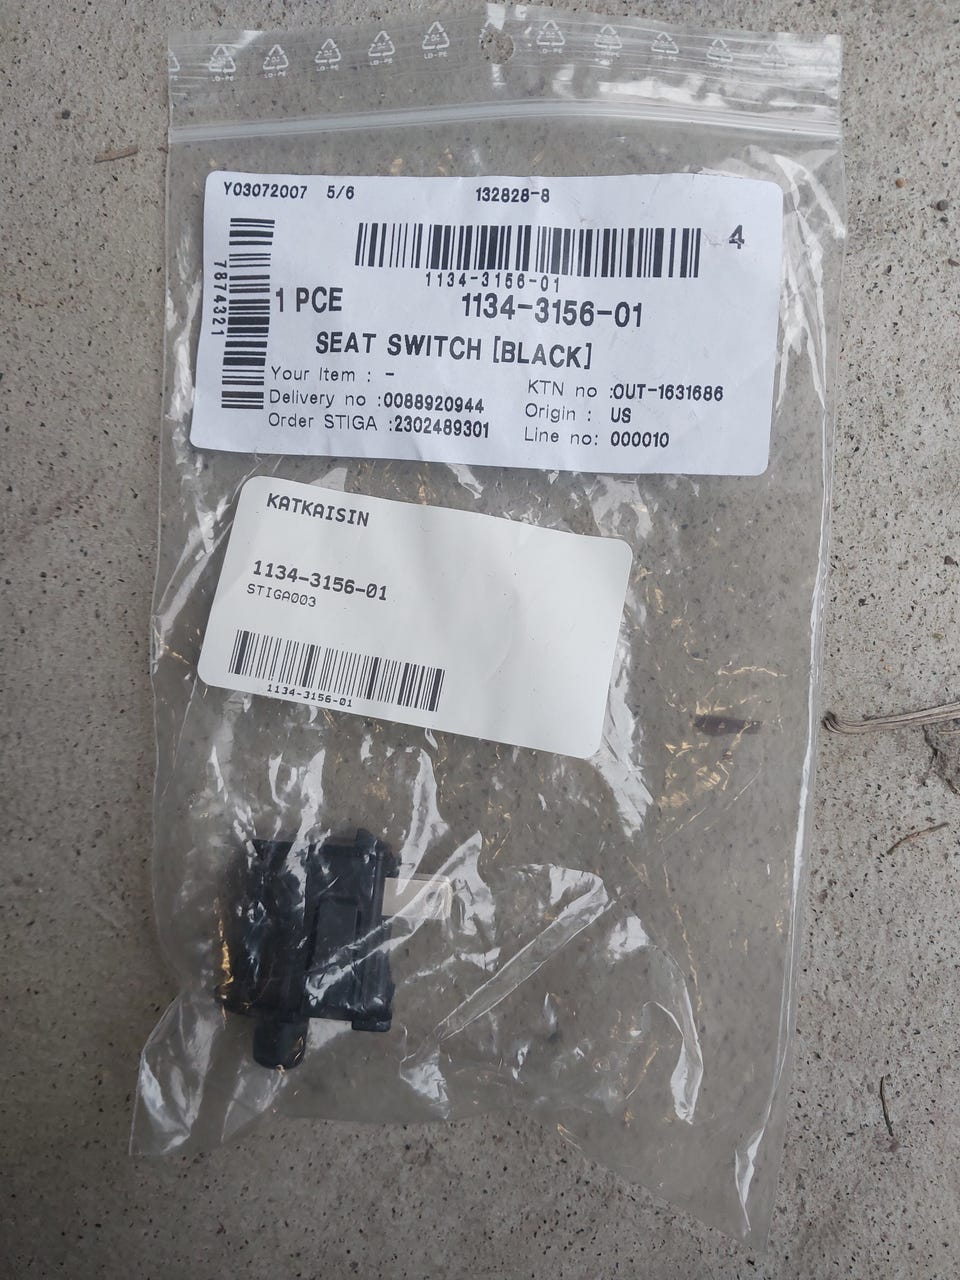 Y03072007 5/6 132828-8
4
1134-3156-01
7874321
1 PCE 1134-3156-01
SEAT SWITCH [BLACK]
Your Item : -
KTN no :OUT-1631686
Delivery no :0088920944
Origin : US
Order STIGA :2302489301
Line no: 000010
KATKAISIN
1134-3156-01
STIGA003
1134-3156-01